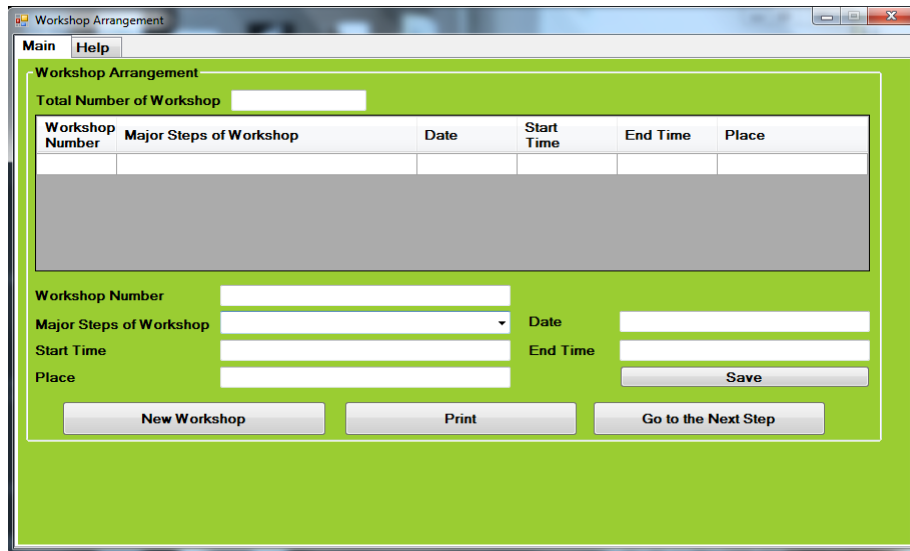 Workshop Arrangement
Main Help
Workshop Arrangement
Total Number of Workshop
Workshop Number Major Steps of Workshop Date Start Time End Time Place
Workshop Number
Major Steps of Workshop Date
Start Time End Time
Place Save
New Workshop Print Go to the Next Step